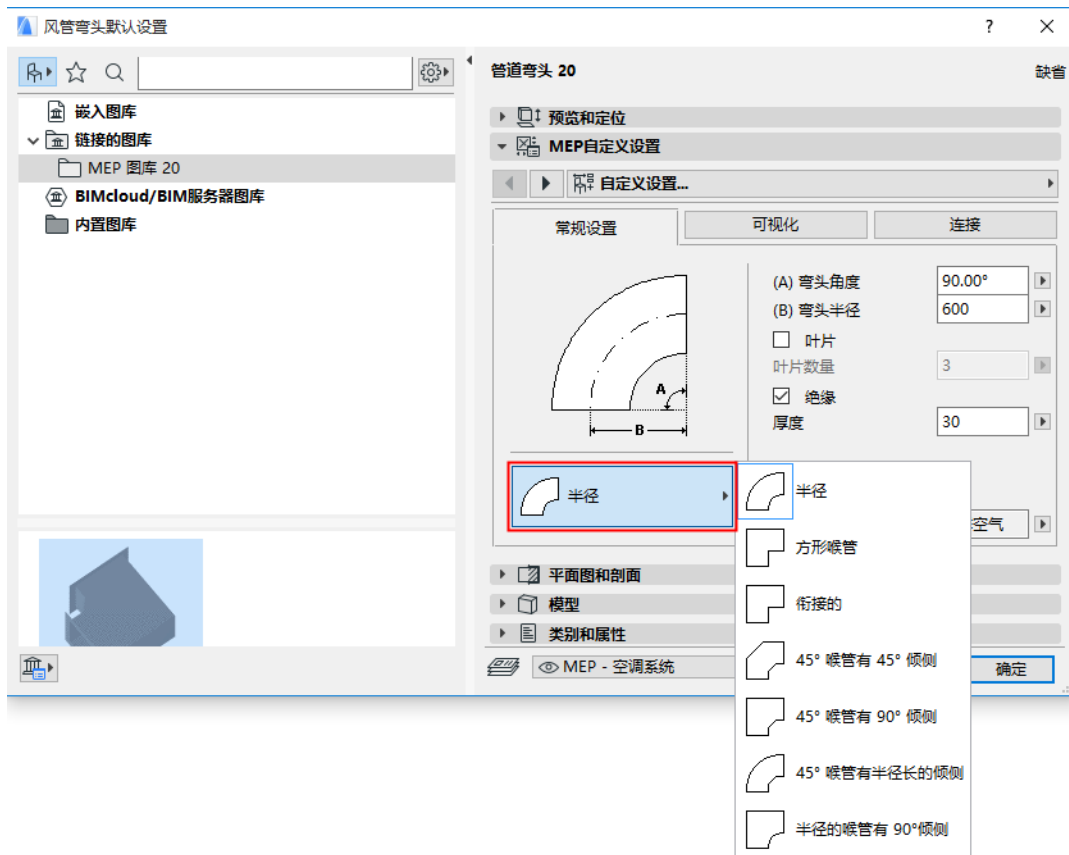 风管弯头默认设置
?
嵌入图库
链接的图库
MEP 图库 20
BIMcloud/BIM服务器图库
内置图库
管道弯头 20
缺省
预览和定位
MEP自定义设置
自定义设置...
常规设置
可视化
连接
A
B
(A) 弯头角度
90.00°
(B) 弯头半径
600
叶片
叶片数量
3
绝缘
厚度
30
半径
半径
方形喉管
衔接的
45° 喉管有 45° 倾侧
45° 喉管有 90° 倾侧
45° 喉管有半径长的倾侧
半径的喉管有 90°倾侧
空气
平面图和剖面
模型
类别和属性
MEP - 空调系统
确定